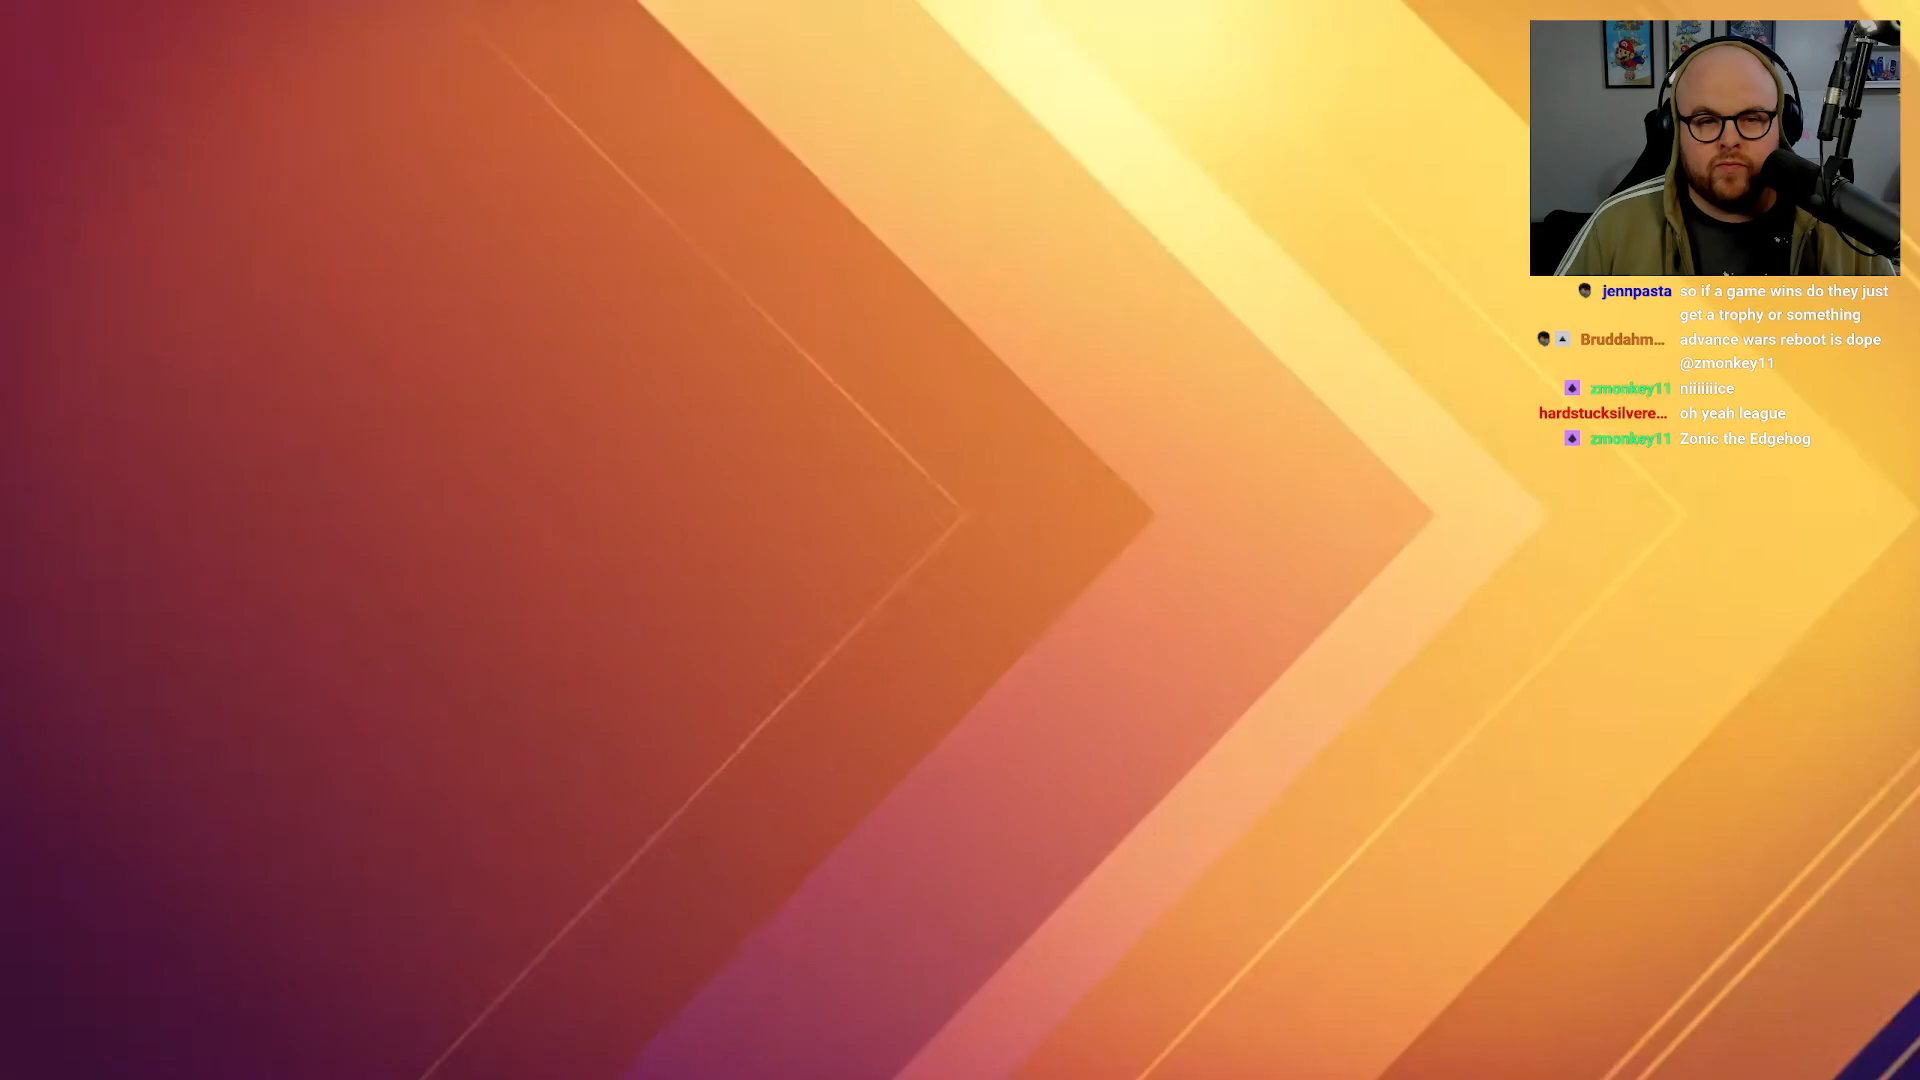 jennpasta so if a game wins do they just
get a trophy or something
Bruddahm... advance wars reboot is dope
@zmonkey11
zmonkey11 niiiiiice
hardstucksilvere... oh yeah league
zmonkey11 Zonic the Edgehog